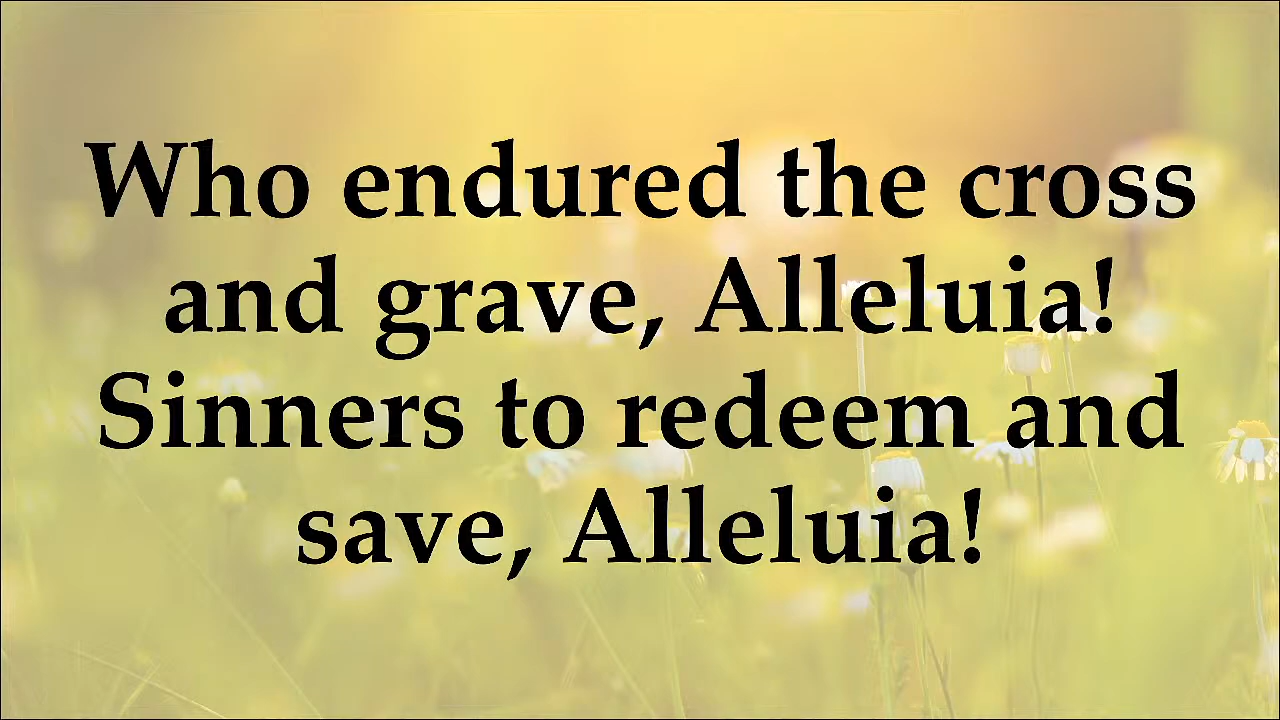 Who endured the cross
and grave, Alleluia!
Sinners to redeem and
save, Alleluia!